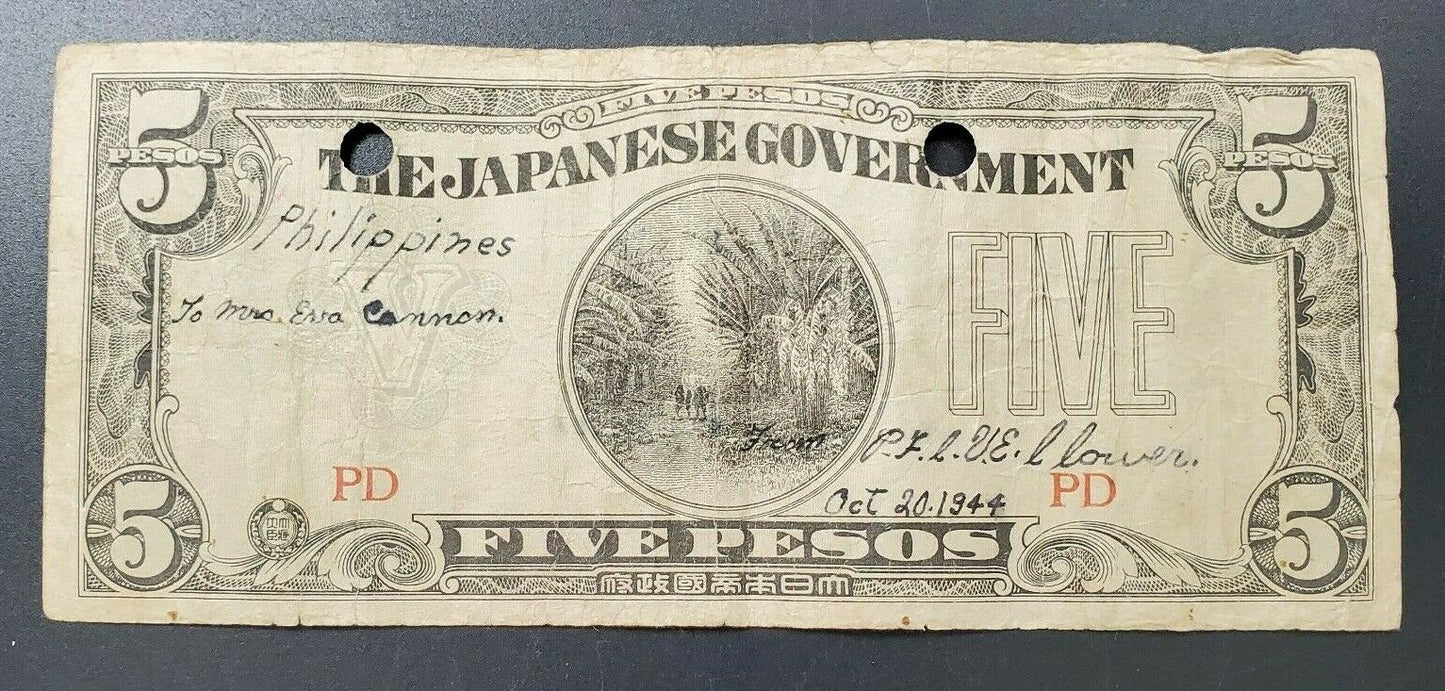 FIVE PESOS
5 PESOS
5 PESOS
THE JAPANESE GOVERNMENT
Philippines
V
FIVE
To Mrs. Eva Cannon.
From
Oct 20.1944
PD
PD
5
5
FIVE PESOS
府政國帝本日大